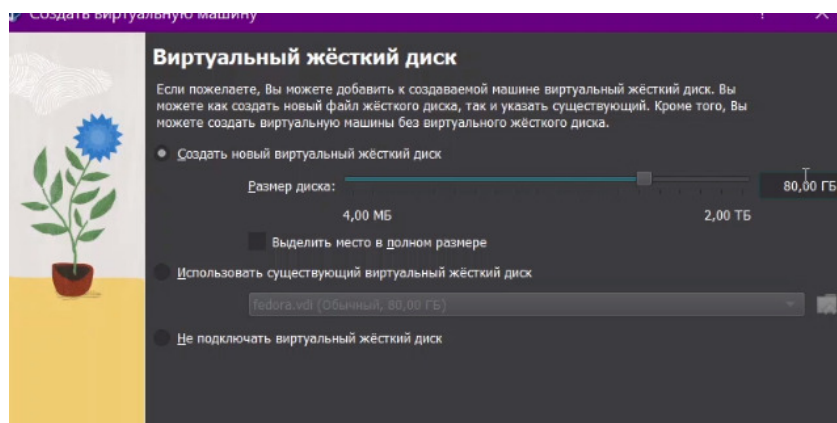 Создать виртуальную машину
Виртуальный жёсткий диск
Если пожелаете, Вы можете добавить к создаваемой машине виртуальный жёсткий диск. Вы
можете как создать новый файл жёсткого диска, так и указать существующий. Кроме того, Вы
можете создать виртуальную машины без виртуального жёсткого диска.
Создать новый виртуальный жёсткий диск
Размер диска: 80,00 ГБ
4,00 МБ 2,00 ТБ
Выделить место в полном размере
Использовать существующий виртуальный жёсткий диск
fedora.vdi (Обычный, 80,00 ГБ)
Не подключать виртуальный жёсткий диск